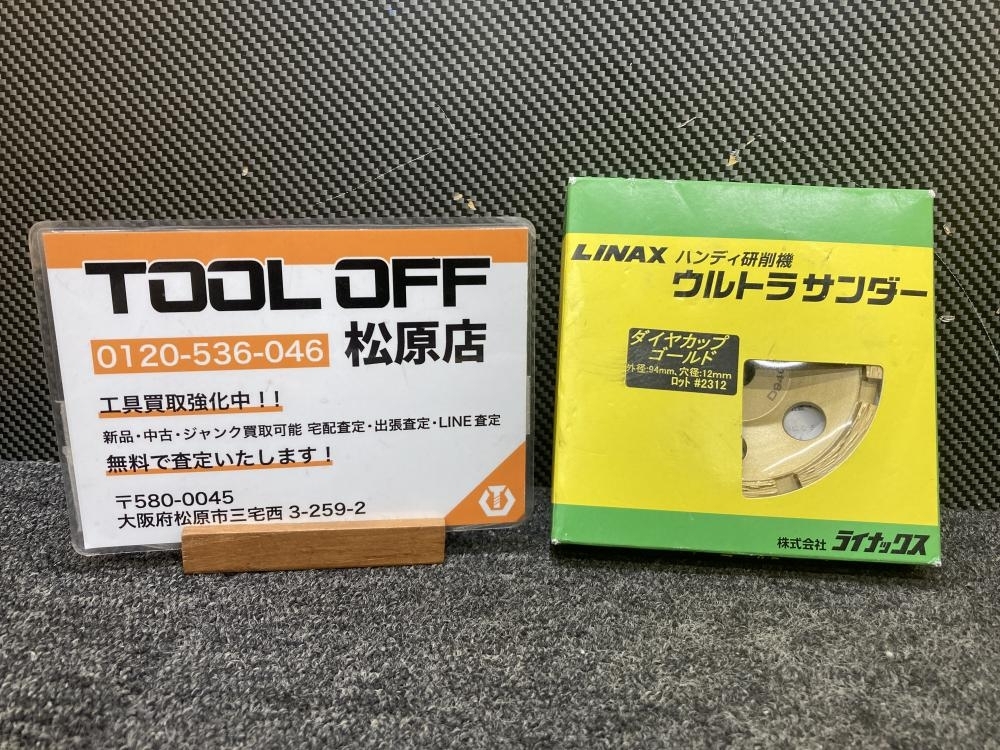 TOOL OFF
0120-536-046 松原店
工具買取強化中！！
新品・中古・ジャンク買取可能 宅配査定・出張査定・LINE査定
無料で査定いたします！
〒580-0045
大阪府松原市三宅西 3-259-2
LINAX ハンディ研削機
ウルトラサンダー
ダイヤカップ
ゴールド
外径:94mm、穴径:12mm
ロット #2312
株式会社 ライナックス